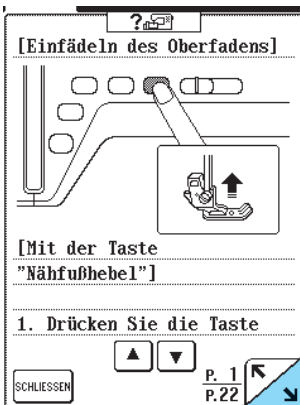 [Einfädeln des Oberfadens]
[Mit der Taste
"Nähfußhebel"]
1. Drücken Sie die Taste
SCHLIESSEN
P. 1
P.22